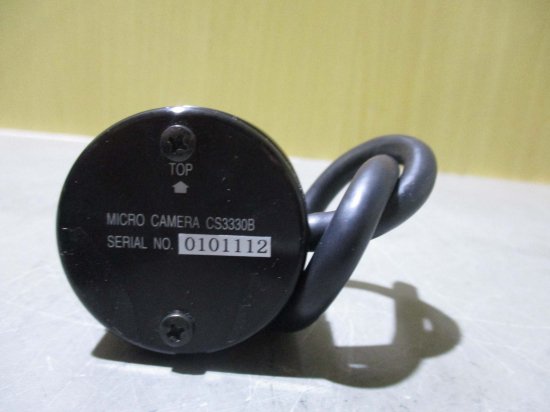 TOP
MICRO CAMERA CS3330B
SERIAL NO. 0101112